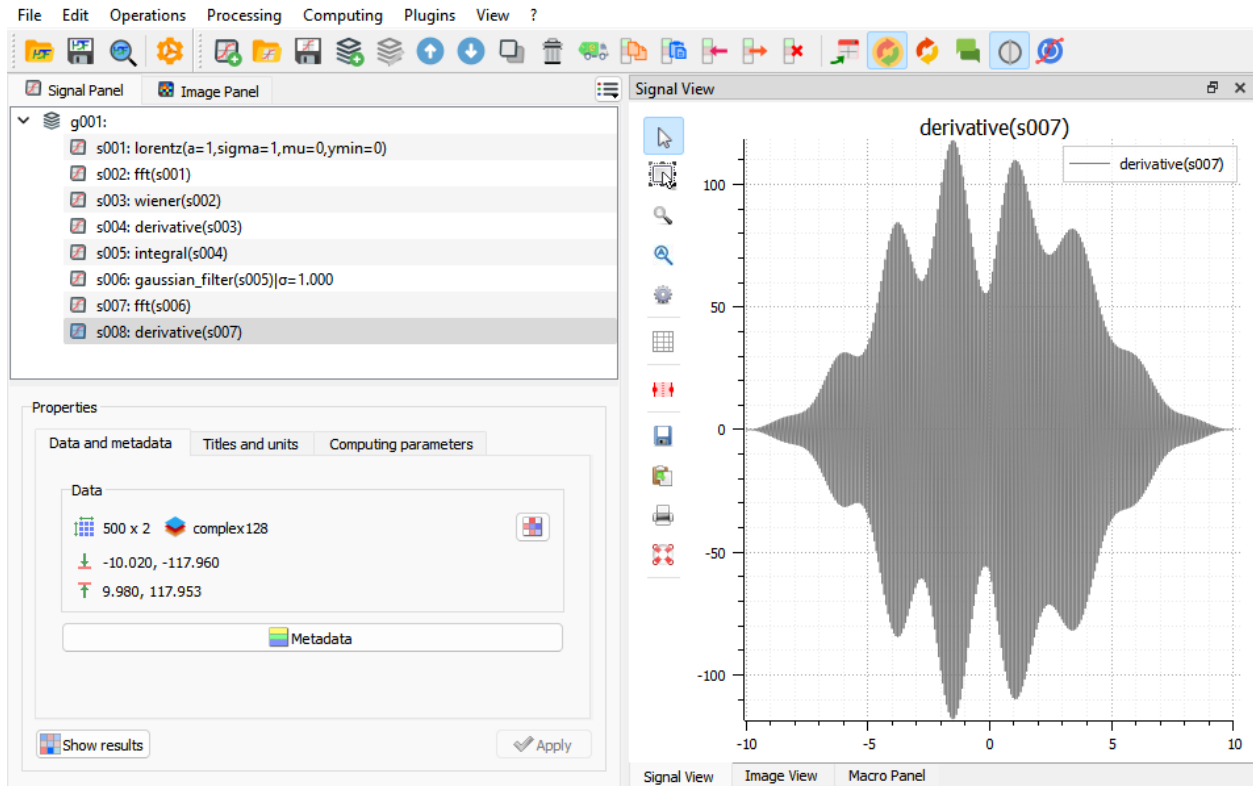 File Edit Operations Processing Computing Plugins View ?
Signal Panel Image Panel
Signal View
g001:
s001: lorentz(a=1,sigma=1,mu=0,ymin=0)
s002: fft(s001)
s003: wiener(s002)
s004: derivative(s003)
s005: integral(s004)
s006: gaussian_filter(s005)|σ=1.000
s007: fft(s006)
s008: derivative(s007)
Properties
Data and metadata Titles and units Computing parameters
Data
500 x 2 complex128
-10.020, -117.960
9.980, 117.953
Metadata
Show results Apply
derivative(s007)
derivative(s007)
100
50
0
-50
-100
-10 -5 0 5 10
Signal View Image View Macro Panel